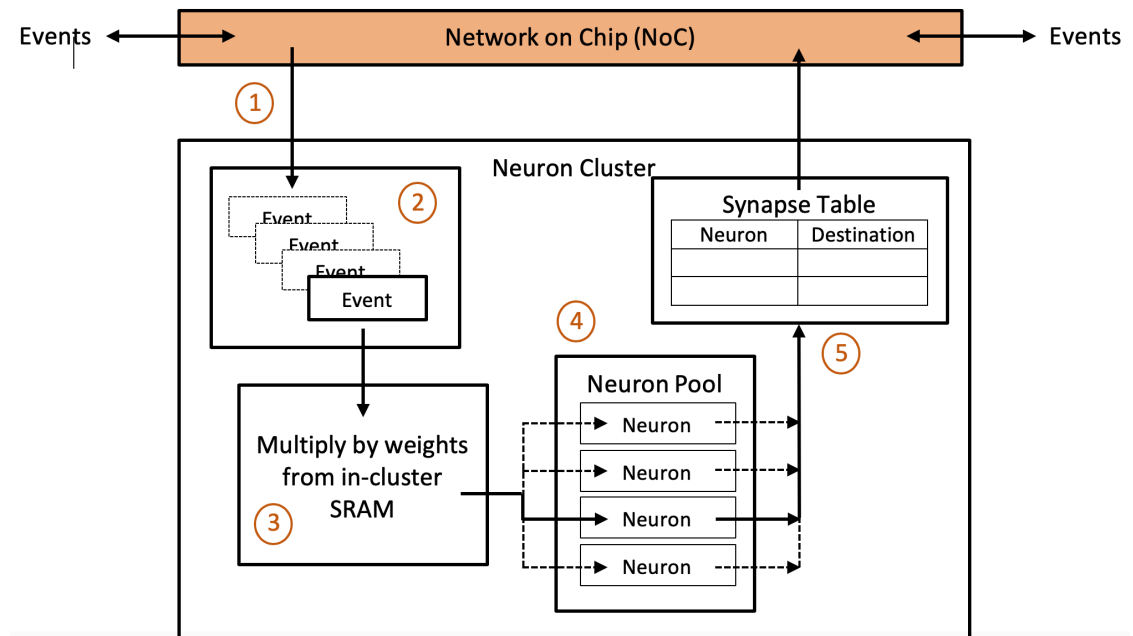 Events
Network on Chip (NoC)
Events
1
Neuron Cluster
2
Event
Event
Event
Event
Synapse Table
Neuron Destination
4
5
Neuron Pool
Neuron
Neuron
Neuron
Neuron
Multiply by weights
from in-cluster
SRAM
3